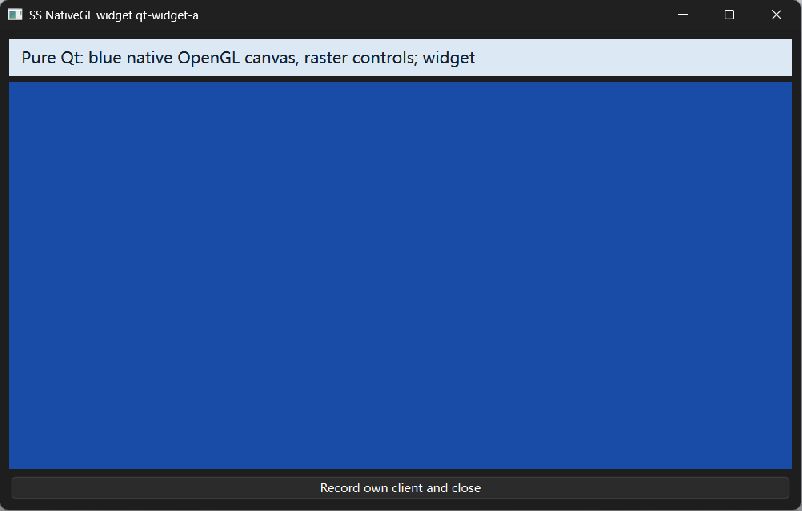 SS NativeGL widget qt-widget-a
Pure Qt: blue native OpenGL canvas, raster controls; widget
Record own client and close